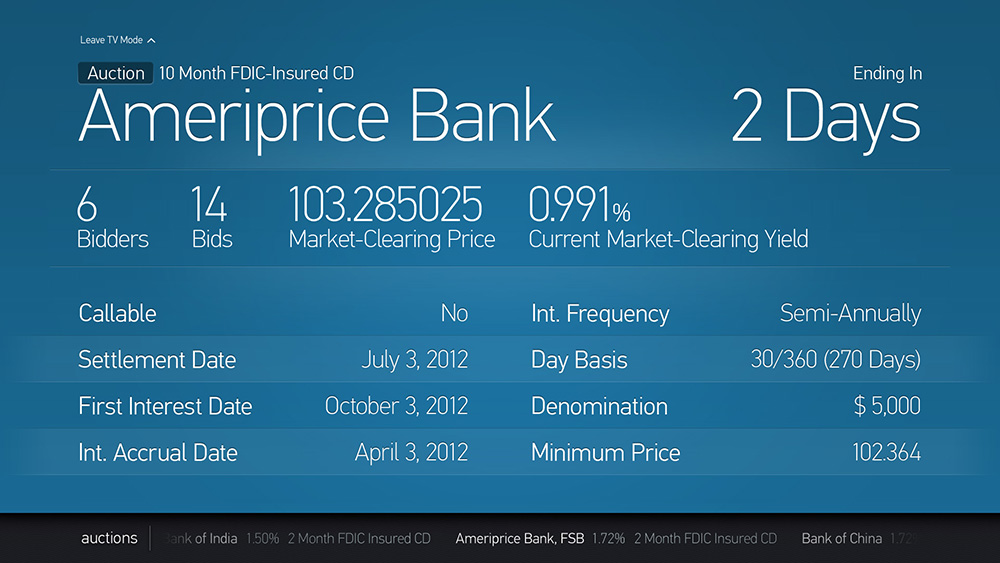 Leave TV Mode
Auction 10 Month FDIC-Insured CD Ending In
Ameriprice Bank 2 Days
6 14 103.285025 0.991%
Bidders Bids Market-Clearing Price Current Market-Clearing Yield
Callable No Int. Frequency Semi-Annually
Settlement Date July 3, 2012 Day Basis 30/360 (270 Days)
First Interest Date October 3, 2012 Denomination $ 5,000
Int. Accrual Date April 3, 2012 Minimum Price 102.364
auctions ank of India 1.50% 2 Month FDIC Insured CD Ameriprice Bank, FSB 1.72% 2 Month FDIC Insured CD Bank of China 1.72